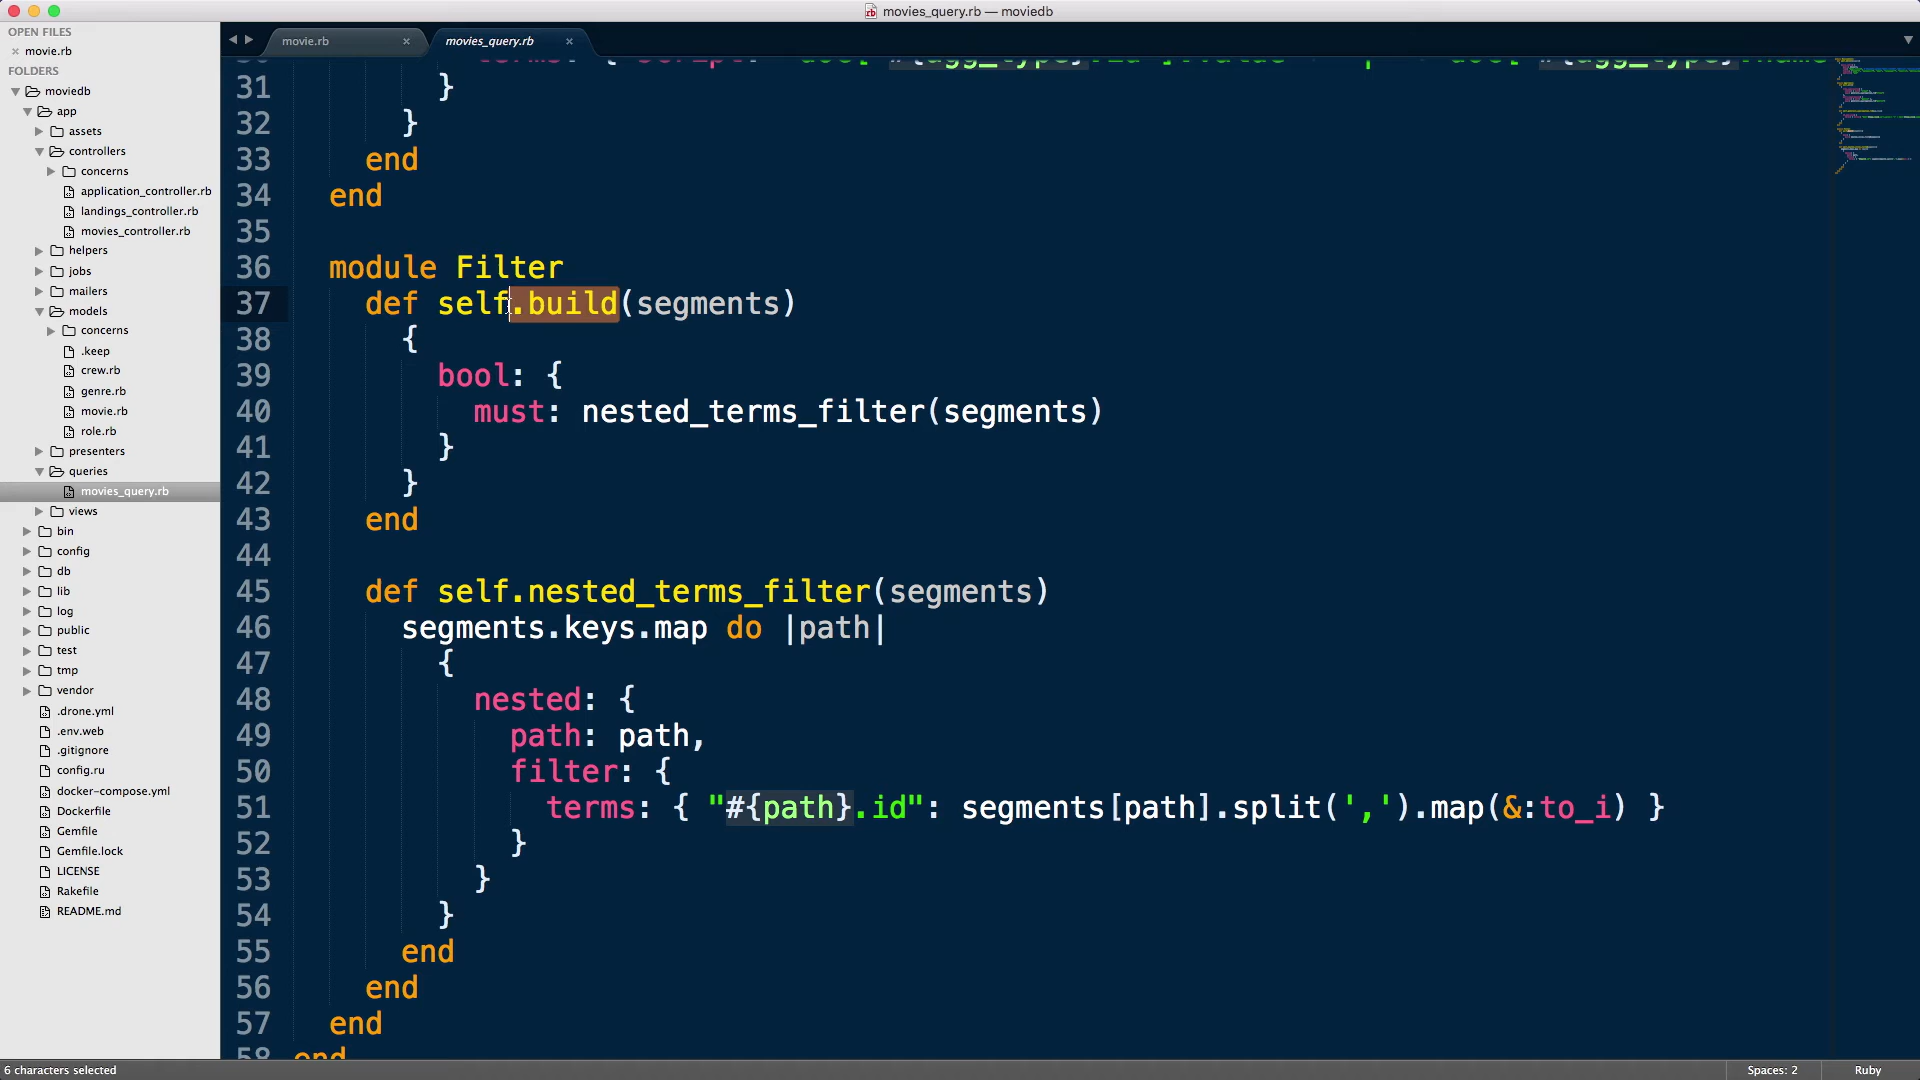 movies_query.rb — moviedb
OPEN FILES
movie.rb
FOLDERS
moviedb
app
assets
controllers
concerns
application_controller.rb
landings_controller.rb
movies_controller.rb
helpers
jobs
mailers
models
concerns
.keep
crew.rb
genre.rb
movie.rb
role.rb
presenters
queries
movies_query.rb
views
bin
config
db
lib
log
public
test
tmp
vendor
.drone.yml
.env.web
.gitignore
config.ru
docker-compose.yml
Dockerfile
Gemfile
Gemfile.lock
LICENSE
Rakefile
README.md
movie.rb
movies_query.rb
31 }
32 }
33 end
34 end
35
36 module Filter
37 def self.build(segments)
38 {
39 bool: {
40 must: nested_terms_filter(segments)
41 }
42 }
43 end
44
45 def self.nested_terms_filter(segments)
46 segments.keys.map do |path|
47 {
48 nested: {
49 path: path,
50 filter: {
51 terms: { "#{path}.id": segments[path].split(',').map(&:to_i) }
52 }
53 }
54 }
55 end
56 end
57 end
58 end
6 characters selected
Spaces: 2
Ruby